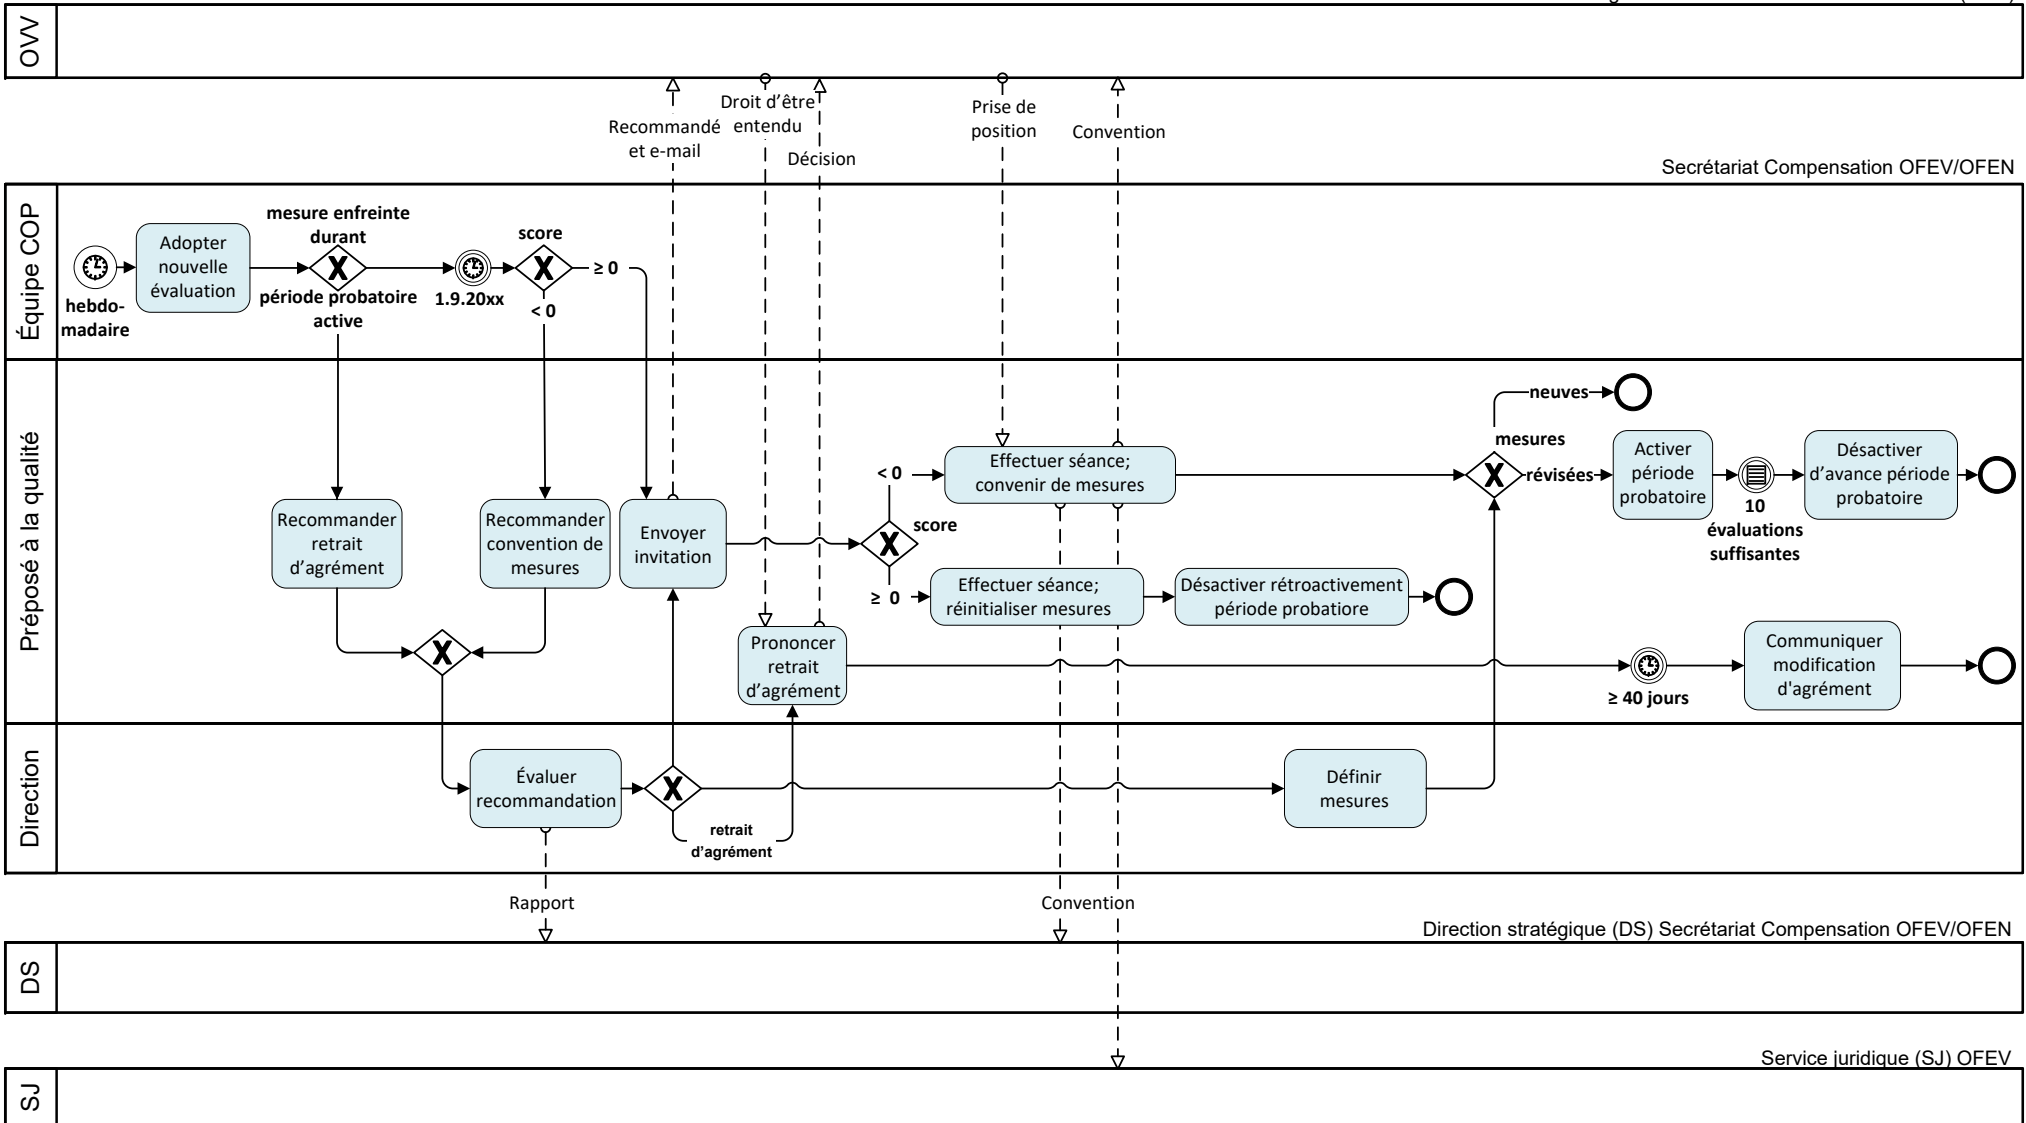 OVV
Recommandé
et e-mail
Droit d'être
entendu
Décision
Prise de
position
Convention
Secrétariat Compensation OFEV/OFEN
Équipe COP
hebdo-
madaire
Adopter
nouvelle
évaluation
mesure enfreinte
durant
période probatoire
active
1.9.20xx
score
≥ 0
< 0
Préposé à la qualité
Recommander
retrait
d'agrément
Recommander
convention de
mesures
Envoyer
invitation
Prononcer
retrait
d'agrément
< 0
score
≥ 0
Effectuer séance;
convenir de mesures
Effectuer séance;
réinitialiser mesures
Désactiver rétroactivement
période probatiore
neuves
mesures
révisées
Activer
période
probatoire
10
évaluations
suffisantes
Désactiver
d'avance période
probatoire
≥ 40 jours
Communiquer
modification
d'agrément
Direction
Évaluer
recommandation
retrait
d'agrément
Définir
mesures
Rapport
Convention
Direction stratégique (DS) Secrétariat Compensation OFEV/OFEN
DS
Service juridique (SJ) OFEV
SJ